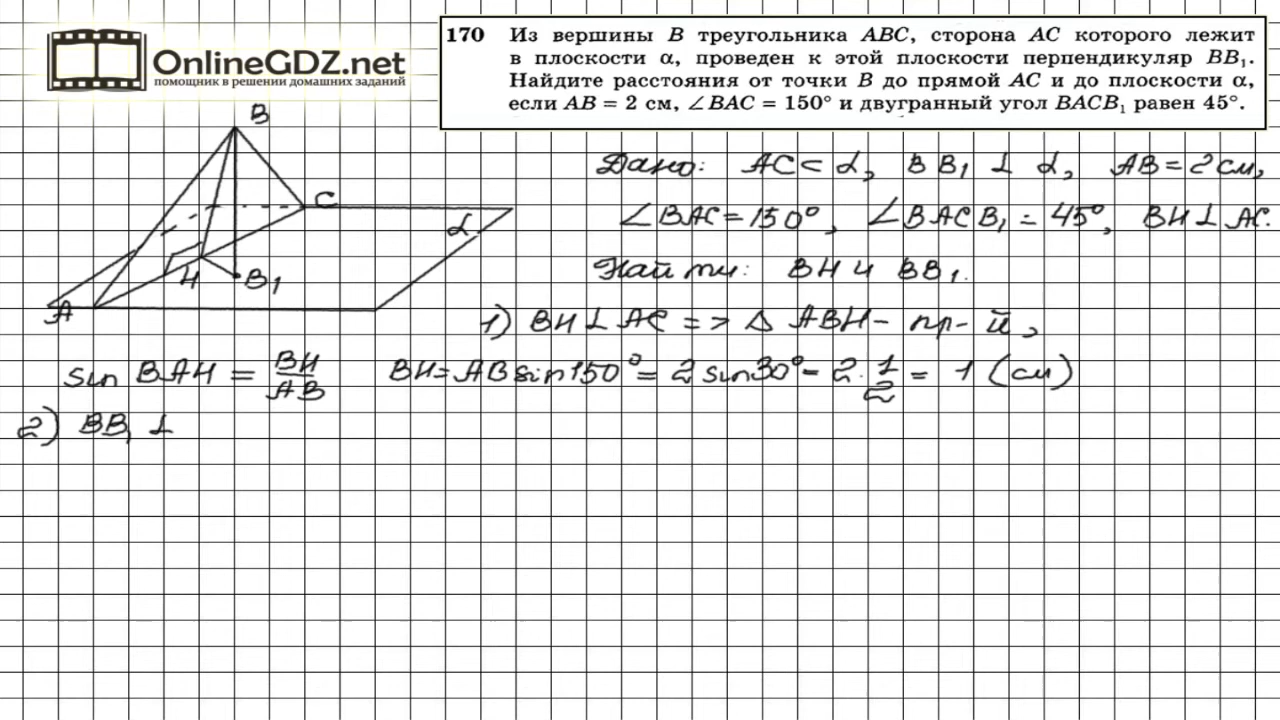 OnlineGDZ.net
помощник в решении домашних заданий
170 Из вершины B треугольника ABC, сторона AC которого лежит
в плоскости α, проведен к этой плоскости перпендикуляр BB₁.
Найдите расстояния от точки B до прямой AC и до плоскости α,
если AB = 2 см, ∠BAC = 150° и двугранный угол BACB₁ равен 45°.
B
C
α
H
B₁
A
Дано: AC ⊂ α, BB₁ ⊥ α, AB = 2 см,
∠BAC = 150°, ∠BACB₁ = 45°, BH ⊥ AC.
Найти: BH и BB₁.
1) BH ⊥ AC => △ ABH – пр-й,
sin BAH = BH/AB BH = AB sin 150° = 2 sin 30° = 2 · 1/2 = 1 (см)
2) BB₁ ⊥